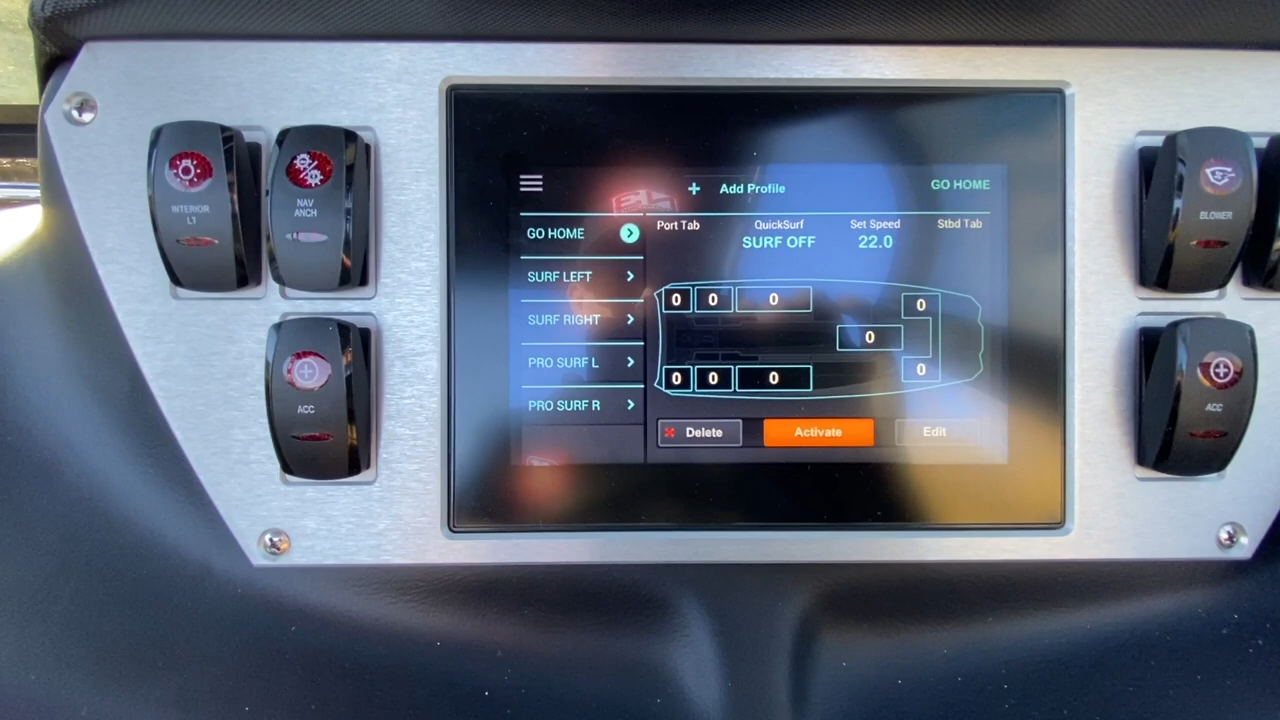 INTERIOR
LT
NAV
ANCH
ACC
+ Add Profile
GO HOME
GO HOME
SURF LEFT
SURF RIGHT
PRO SURF L
PRO SURF R
Port Tab
QuickSurf
SURF OFF
Set Speed
22.0
Stbd Tab
0 0 0 0
0
0 0 0 0
Delete
Activate
Edit
BLOWER
ACC